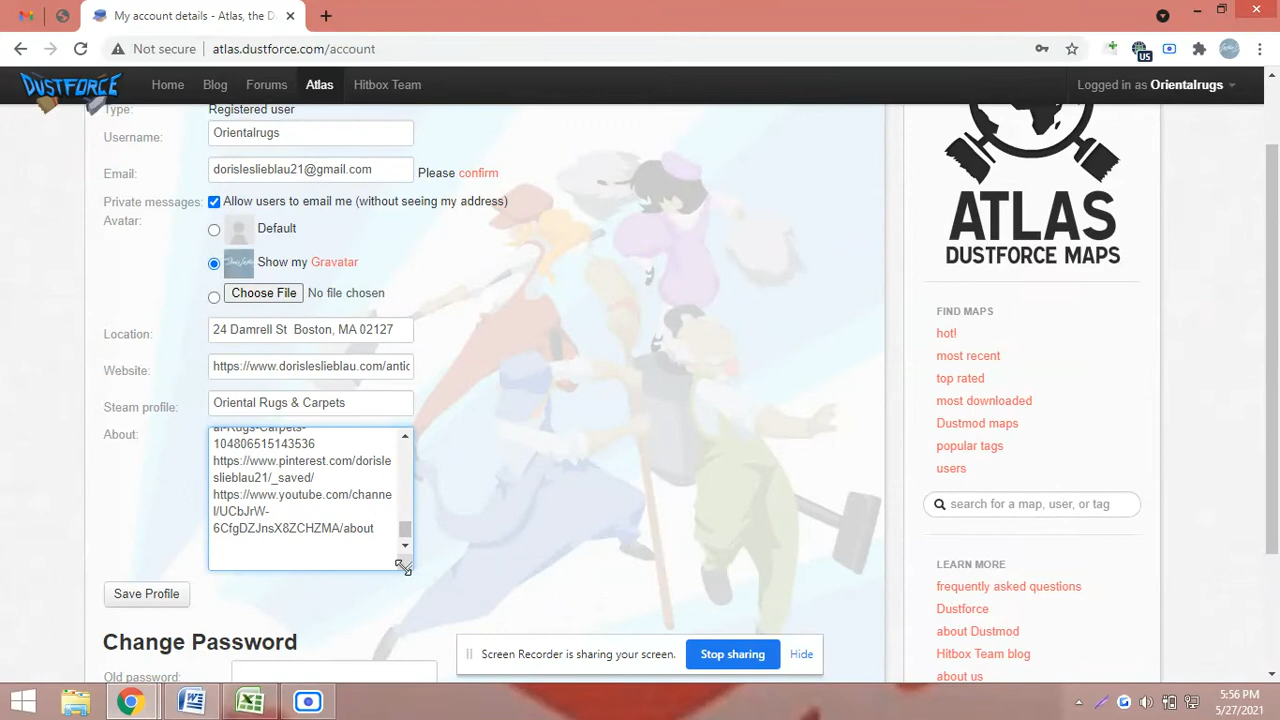 My account details - Atlas, the D
Not secure
atlas.dustforce.com/account
US
DUSTFORCE
Home
Blog
Forums
Atlas
Hitbox Team
Logged in as Orientalrugs
Type:
Registered user
Username:
Orientalrugs
Email:
dorisleslieblau21@gmail.com
Please confirm
Private messages:
Allow users to email me (without seeing my address)
Avatar:
Default
Show my Gravatar
Choose File
No file chosen
Location:
24 Damrell St Boston, MA 02127
Website:
https://www.dorisleslieblau.com/antic
Steam profile:
Oriental Rugs & Carpets
About:
al-Rugs-Carpets-
104806515143536
https://www.pinterest.com/dorisle
slieblau21/_saved/
https://www.youtube.com/channe
l/UCbJrW-
6CfgDZJnsX8ZCHZMA/about
Save Profile
Change Password
Old password:
ATLAS
DUSTFORCE MAPS
FIND MAPS
hot!
most recent
top rated
most downloaded
Dustmod maps
popular tags
users
search for a map, user, or tag
LEARN MORE
frequently asked questions
Dustforce
about Dustmod
Hitbox Team blog
about us
Screen Recorder is sharing your screen.
Stop sharing
Hide
5:56 PM
5/27/2021